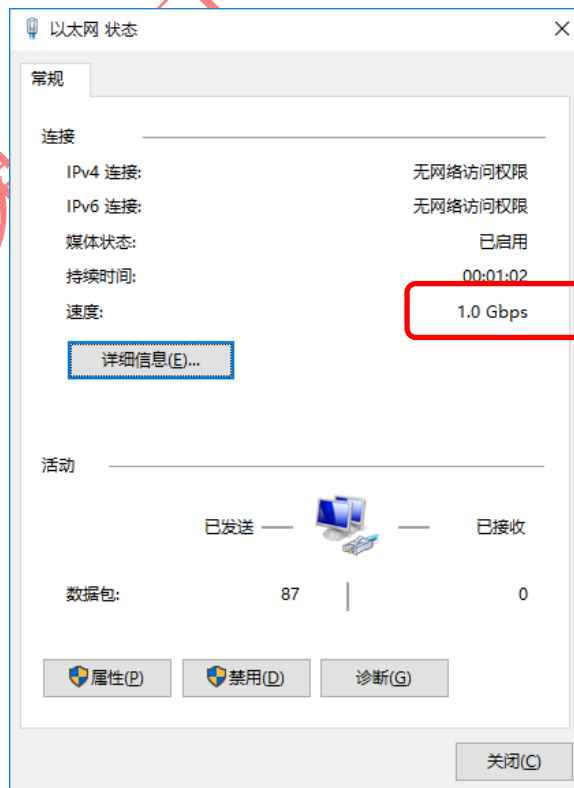 以太网 状态
常规
连接
IPv4 连接: 无网络访问权限
IPv6 连接: 无网络访问权限
媒体状态: 已启用
持续时间: 00:01:02
速度: 1.0 Gbps
详细信息(E)...
活动
已发送 — — 已接收
数据包: 87 0
属性(P) 禁用(D) 诊断(G)
关闭(C)